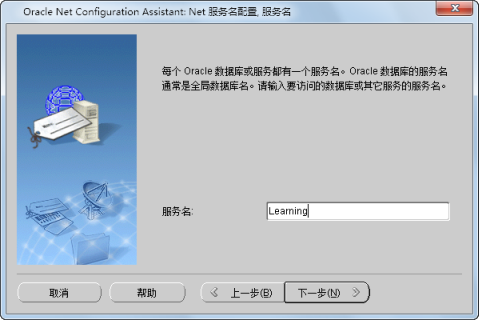 Oracle Net Configuration Assistant: Net 服务名配置, 服务名
每个 Oracle 数据库或服务都有一个服务名。Oracle 数据库的服务名
通常是全局数据库名。请输入要访问的数据库或其它服务的服务名。
服务名:
Learning
取消
帮助
上一步(B)
下一步(N)